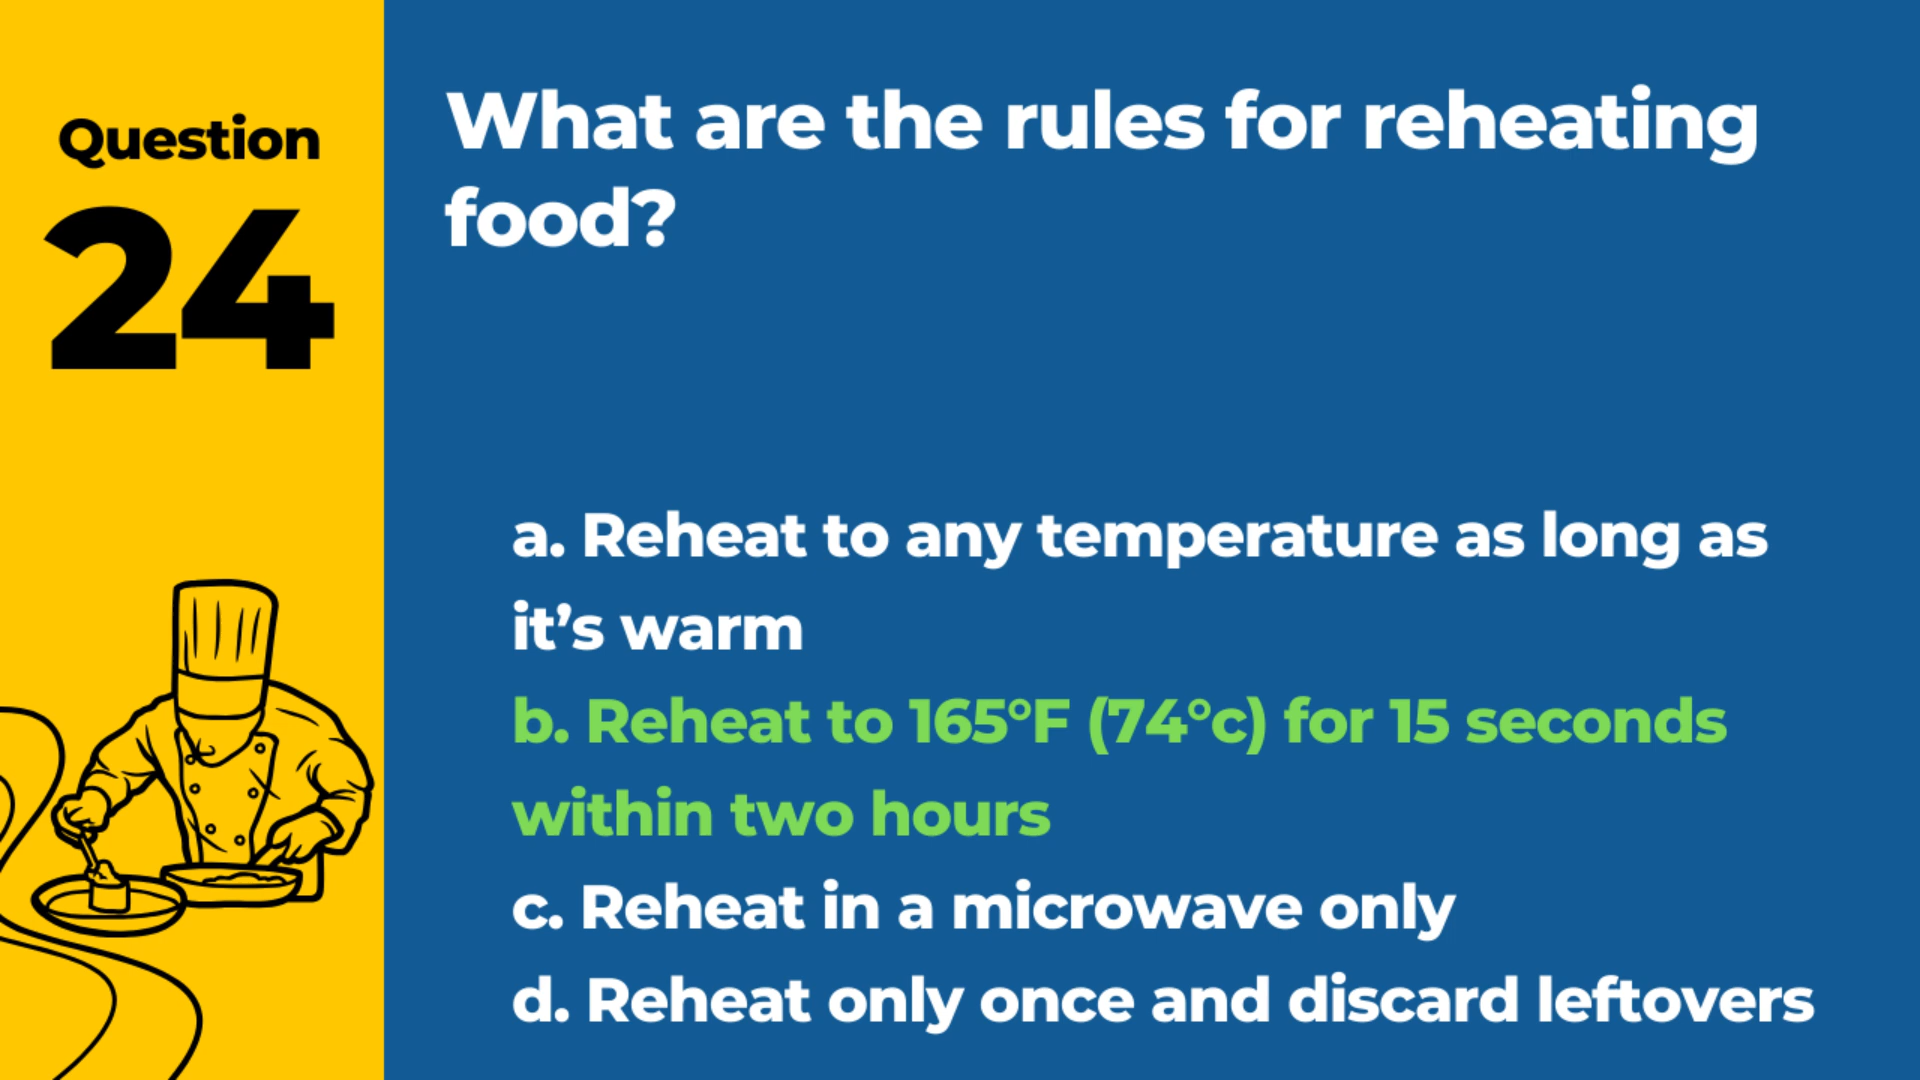 Question
24
What are the rules for reheating
food?
a. Reheat to any temperature as long as
it’s warm
b. Reheat to 165°F (74°c) for 15 seconds
within two hours
c. Reheat in a microwave only
d. Reheat only once and discard leftovers